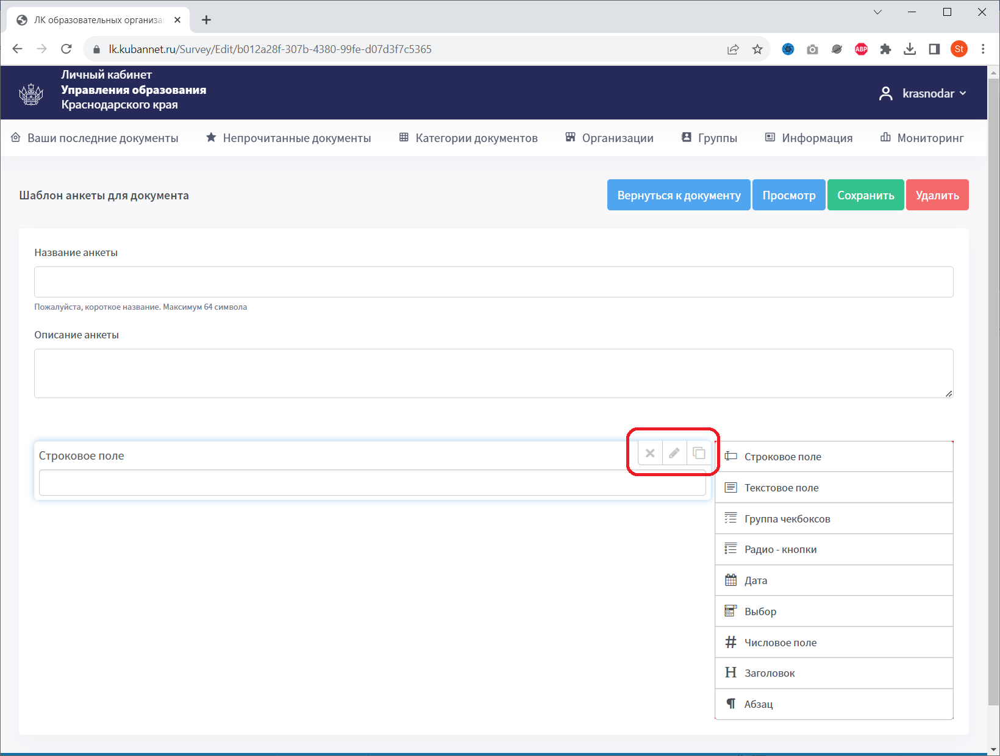 ЛК образовательных организа
lk.kubannet.ru/Survey/Edit/b012a28f-307b-4380-99fe-d07d3f7c5365
ABP
St
Личный кабинет
Управления образования
Краснодарского края
krasnodar
Ваши последние документы
Непрочитанные документы
Категории документов
Организации
Группы
Информация
Мониторинг
Шаблон анкеты для документа
Вернуться к документу
Просмотр
Сохранить
Удалить
Название анкеты
Пожалуйста, короткое название. Максимум 64 символа
Описание анкеты
Строковое поле
Строковое поле
Текстовое поле
Группа чекбоксов
Радио - кнопки
Дата
Выбор
Числовое поле
Заголовок
Абзац